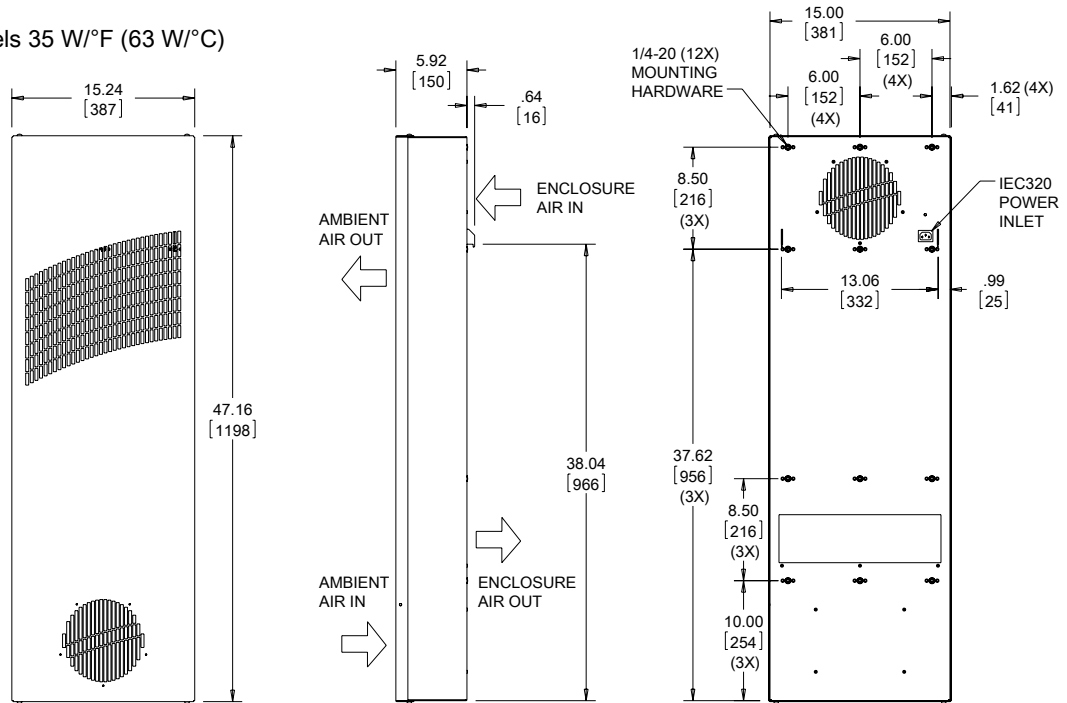 els 35 W/°F (63 W/°C)
15.24
[387]
47.16
[1198]
5.92
[150]
.64
[16]
ENCLOSURE
AIR IN
AMBIENT
AIR OUT
38.04
[966]
AMBIENT
AIR IN
ENCLOSURE
AIR OUT
15.00
[381]
6.00
[152]
(4X)
1/4-20 (12X)
MOUNTING
HARDWARE
6.00
[152]
(4X)
1.62 (4X)
[41]
8.50
[216]
(3X)
IEC320
POWER
INLET
13.06
[332]
.99
[25]
37.62
[956]
(3X)
8.50
[216]
(3X)
10.00
[254]
(3X)